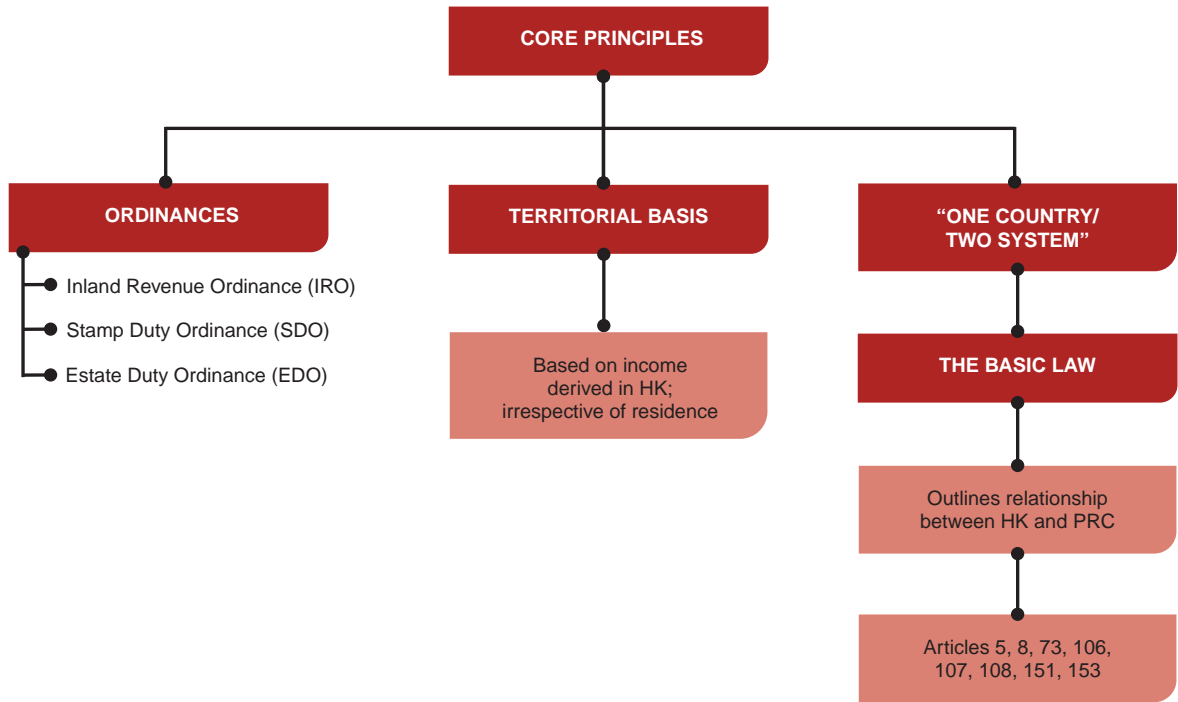 CORE PRINCIPLES
ORDINANCES
Inland Revenue Ordinance (IRO)
Stamp Duty Ordinance (SDO)
Estate Duty Ordinance (EDO)
TERRITORIAL BASIS
Based on income
derived in HK;
irrespective of residence
“ONE COUNTRY/
TWO SYSTEM”
THE BASIC LAW
Outlines relationship
between HK and PRC
Articles 5, 8, 73, 106,
107, 108, 151, 153